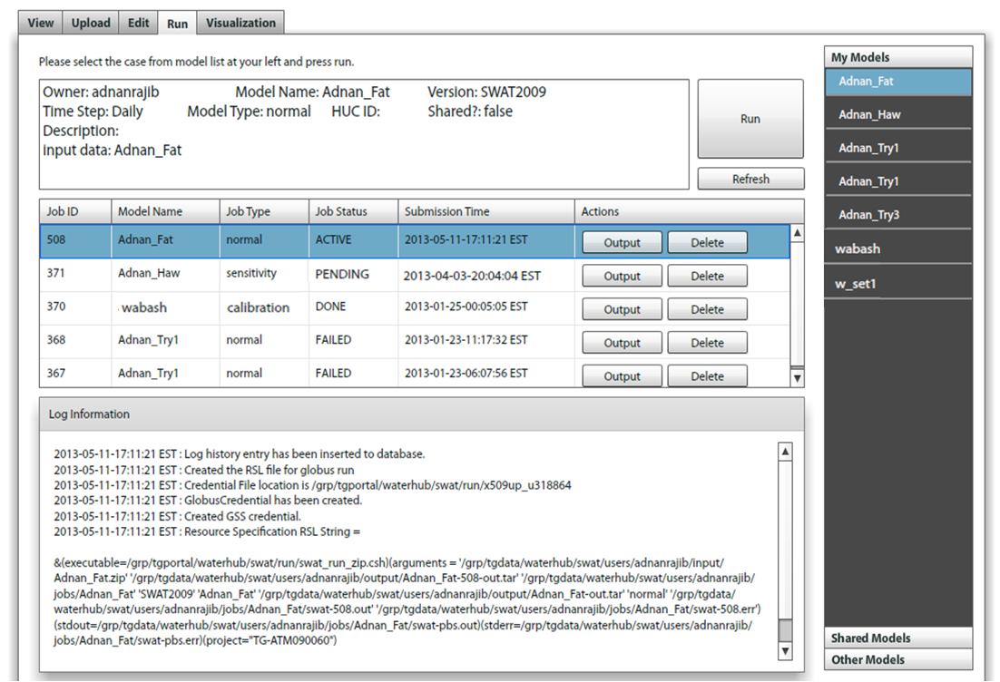 View Upload Edit Run Visualization
Please select the case from model list at your left and press run.
Owner: adnanrajib Model Name: Adnan_Fat Version: SWAT2009
Time Step: Daily Model Type: normal HUC ID: Shared?: false
Description:
input data: Adnan_Fat
Run
Refresh
Job ID Model Name Job Type Job Status Submission Time Actions
508 Adnan_Fat normal ACTIVE 2013-05-11-17:11:21 EST Output Delete
371 Adnan_Haw sensitivity PENDING 2013-04-03-20:04:04 EST Output Delete
370 wabash calibration DONE 2013-01-25-00:05:05 EST Output Delete
368 Adnan_Try1 normal FAILED 2013-01-23-11:17:32 EST Output Delete
367 Adnan_Try1 normal FAILED 2013-01-23-06:07:56 EST Output Delete
Log Information
2013-05-11-17:11:21 EST : Log history entry has been inserted to database.
2013-05-11-17:11:21 EST : Created the RSL file for globus run
2013-05-11-17:11:21 EST : Credential File location is /grp/tgportal/waterhub/swat/run/x509up_u318864
2013-05-11-17:11:21 EST : GlobusCredential has been created.
2013-05-11-17:11:21 EST : Created GSS credential.
2013-05-11-17:11:21 EST : Resource Specification RSL String =
&(executable=/grp/tgportal/waterhub/swat/run/swat_run_zip.csh)(arguments = '/grp/tgdata/waterhub/swat/users/adnanrajib/input/
Adnan_Fat.zip' '/grp/tgdata/waterhub/swat/users/adnanrajib/output/Adnan_Fat-508-out.tar' '/grp/tgdata/waterhub/swat/users/adnanrajib/
jobs/Adnan_Fat' 'SWAT2009' 'Adnan_Fat' '/grp/tgdata/waterhub/swat/users/adnanrajib/output/Adnan_Fat-out.tar' 'normal' '/grp/tgdata/
waterhub/swat/users/adnanrajib/jobs/Adnan_Fat/swat-508.out' '/grp/tgdata/waterhub/swat/users/adnanrajib/jobs/Adnan_Fat/swat-508.err')
(stdout=/grp/tgdata/waterhub/swat/users/adnanrajib/jobs/Adnan_Fat/swat-pbs.out)(stderr=/grp/tgdata/waterhub/swat/users/adnanrajib/
jobs/Adnan_Fat/swat-pbs.err)(project="TG-ATM090060")
My Models
Adnan_Fat
Adnan_Haw
Adnan_Try1
Adnan_Try1
Adnan_Try3
wabash
w_set1
Shared Models
Other Models